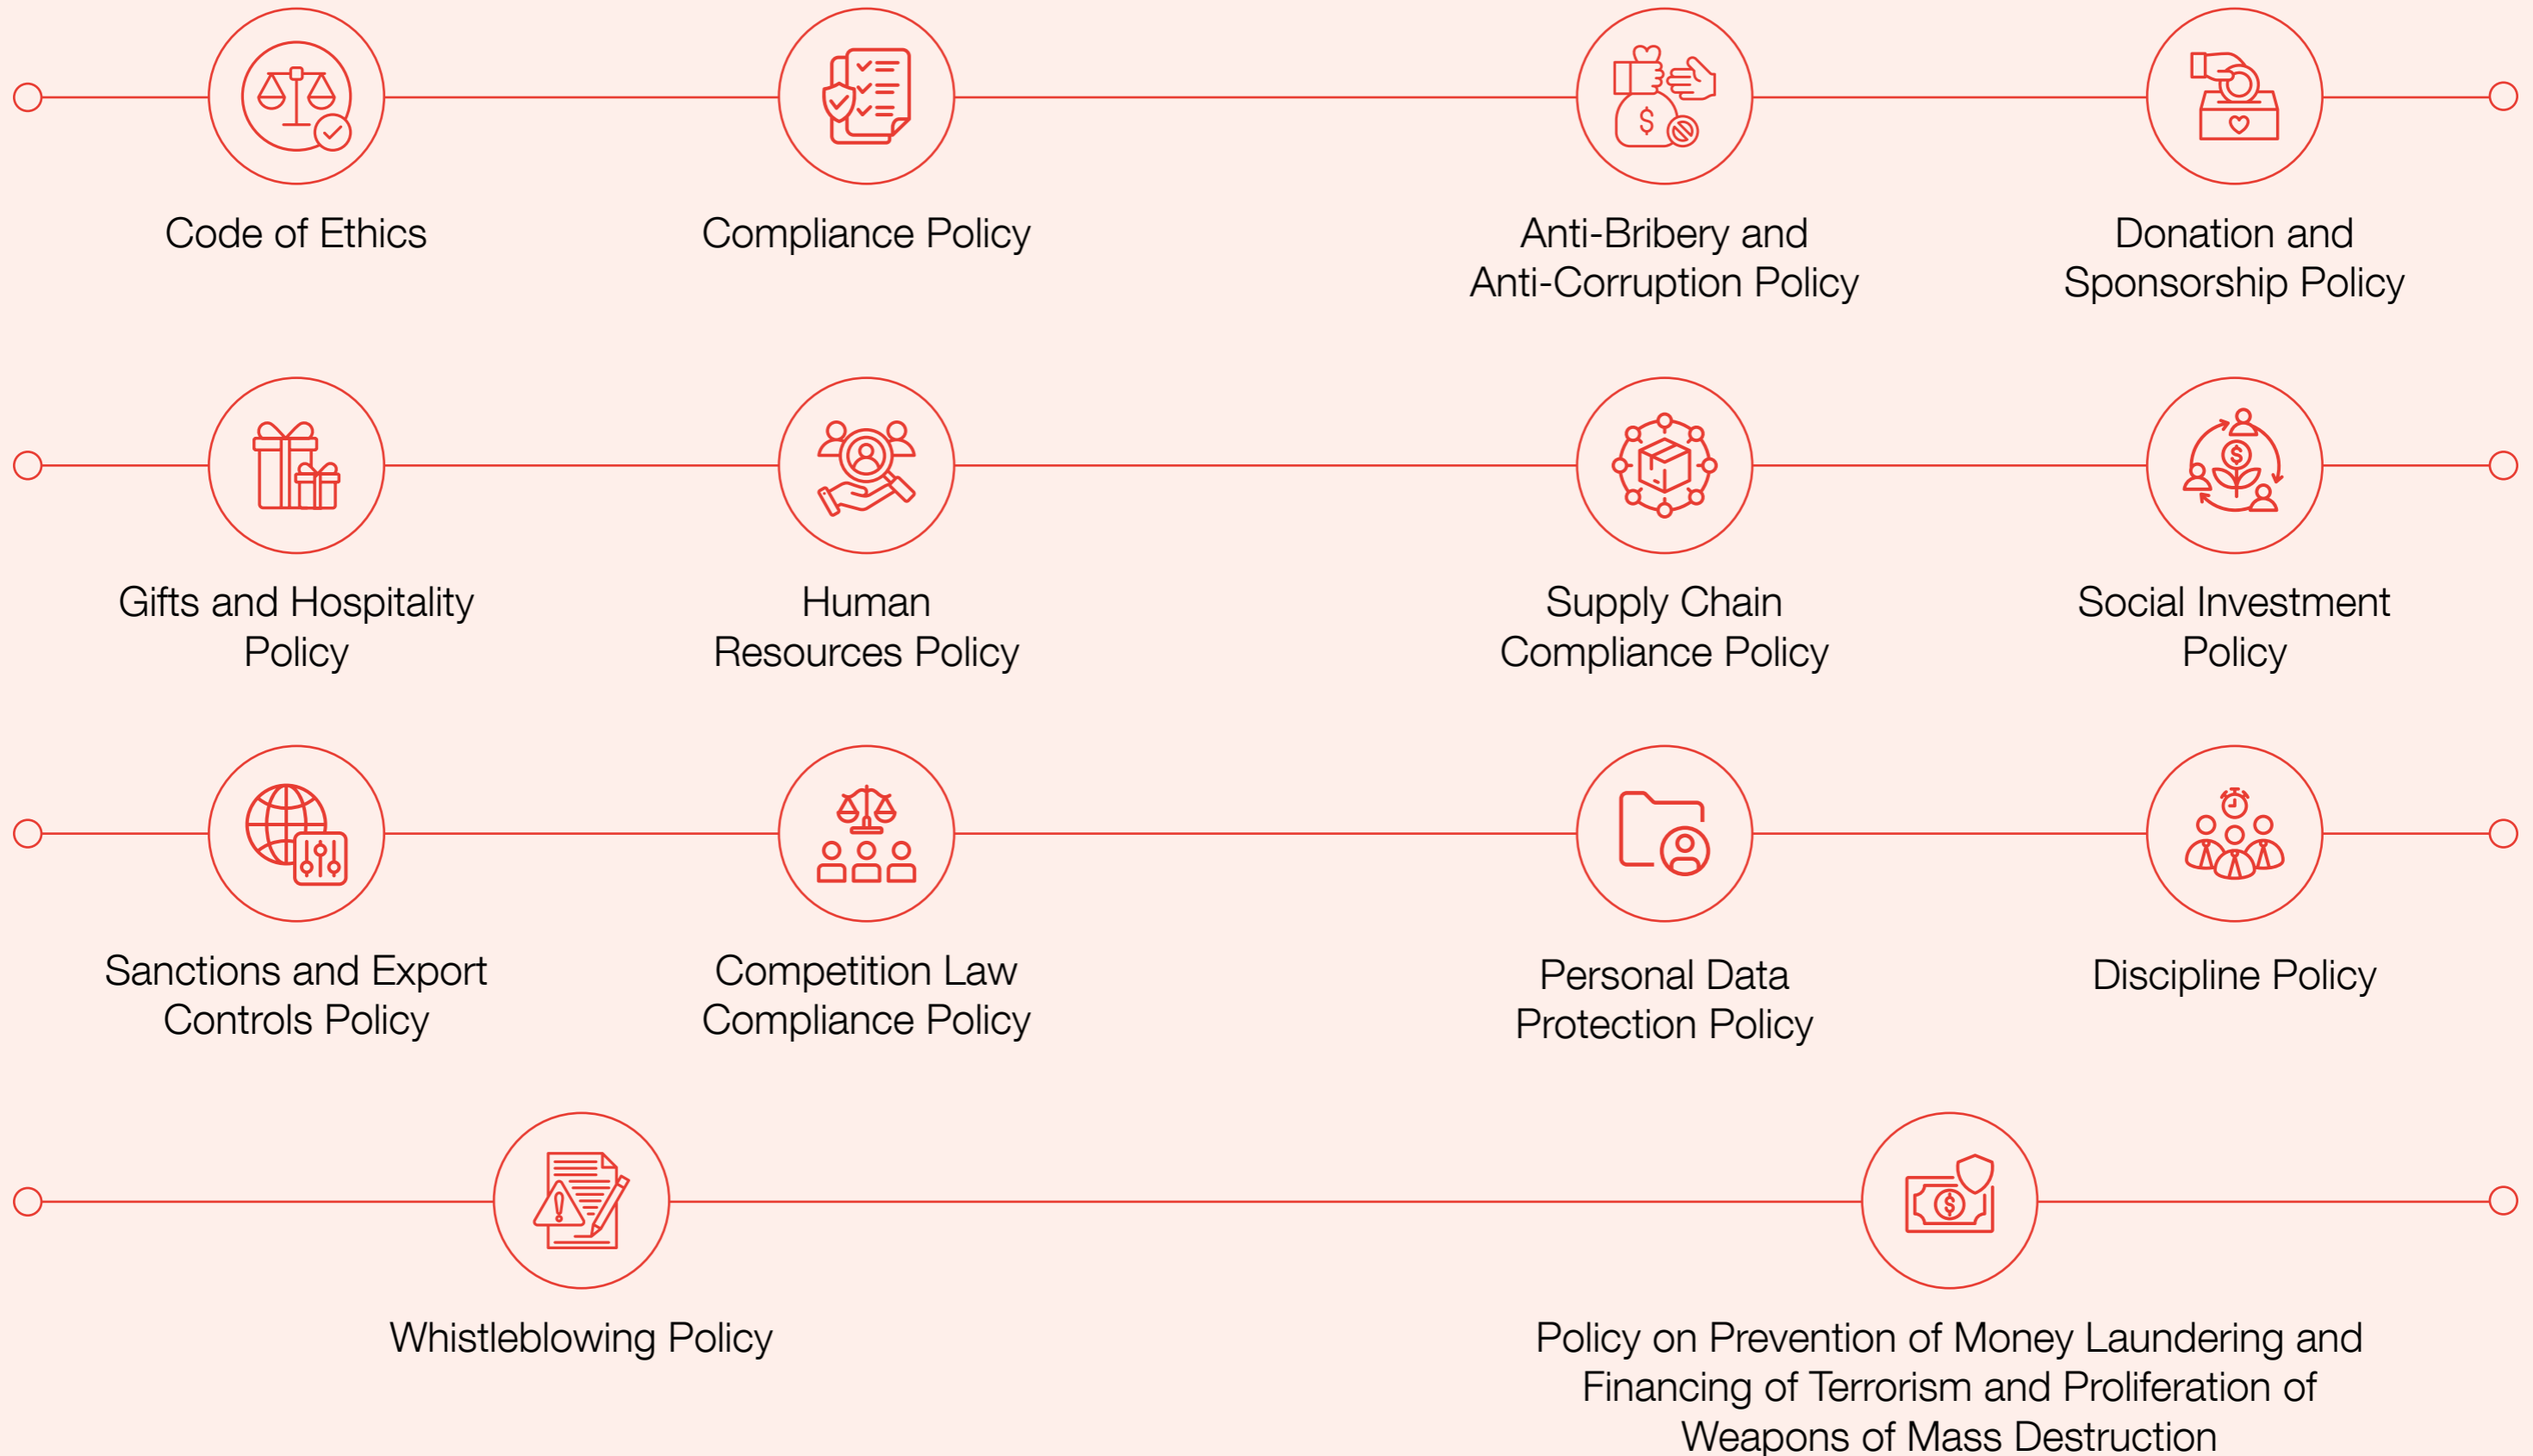 Code of Ethics
Compliance Policy
Anti-Bribery and
Anti-Corruption Policy
Donation and
Sponsorship Policy
Gifts and Hospitality
Policy
Human
Resources Policy
Supply Chain
Compliance Policy
Social Investment
Policy
Sanctions and Export
Controls Policy
Competition Law
Compliance Policy
Personal Data
Protection Policy
Discipline Policy
Whistleblowing Policy
Policy on Prevention of Money Laundering and
Financing of Terrorism and Proliferation of
Weapons of Mass Destruction